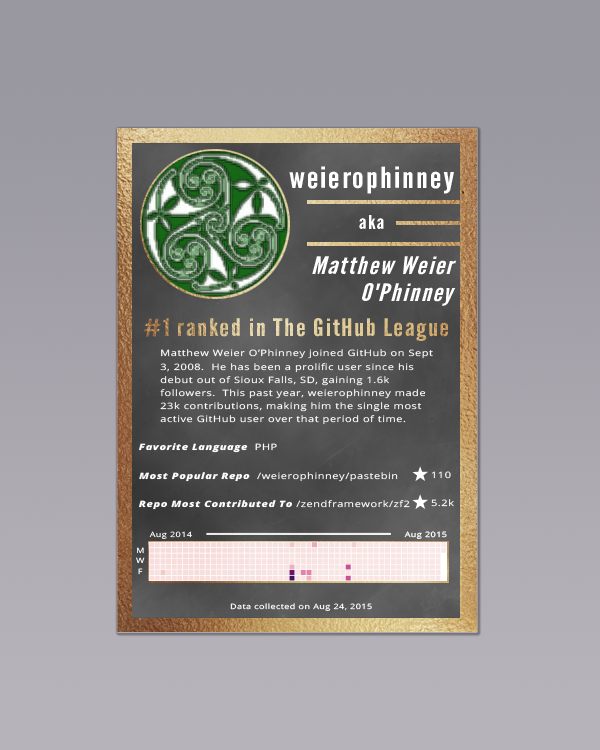 weierophinney
aka
Matthew Weier
O'Phinney
#1 ranked in The GitHub League
Matthew Weier O'Phinney joined GitHub on Sept
3, 2008. He has been a prolific user since his
debut out of Sioux Falls, SD, gaining 1.6k
followers. This past year, weierophinney made
23k contributions, making him the single most
active GitHub user over that period of time.
Favorite Language PHP
Most Popular Repo /weierophinney/pastebin ★ 110
Repo Most Contributed To /zendframework/zf2 ★ 5.2k
Aug 2014 Aug 2015
M
W
F
Data collected on Aug 24, 2015